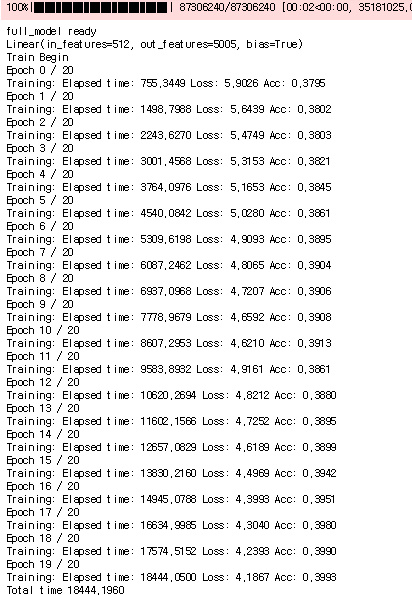 100%|██████████| 87306240/87306240 [00:02<00:00, 35181025.0
full_model ready
Linear(in_features=512, out_features=5005, bias=True)
Train Begin
Epoch 0 / 20
Training: Elapsed time: 755.3449 Loss: 5.9026 Acc: 0.3795
Epoch 1 / 20
Training: Elapsed time: 1498.7988 Loss: 5.6439 Acc: 0.3802
Epoch 2 / 20
Training: Elapsed time: 2243.6270 Loss: 5.4749 Acc: 0.3803
Epoch 3 / 20
Training: Elapsed time: 3001.4568 Loss: 5.3153 Acc: 0.3821
Epoch 4 / 20
Training: Elapsed time: 3764.0976 Loss: 5.1653 Acc: 0.3845
Epoch 5 / 20
Training: Elapsed time: 4540.0842 Loss: 5.0280 Acc: 0.3861
Epoch 6 / 20
Training: Elapsed time: 5309.6198 Loss: 4.9093 Acc: 0.3895
Epoch 7 / 20
Training: Elapsed time: 6087.2462 Loss: 4.8065 Acc: 0.3904
Epoch 8 / 20
Training: Elapsed time: 6937.0968 Loss: 4.7207 Acc: 0.3906
Epoch 9 / 20
Training: Elapsed time: 7778.9679 Loss: 4.6592 Acc: 0.3908
Epoch 10 / 20
Training: Elapsed time: 8607.2953 Loss: 4.6210 Acc: 0.3913
Epoch 11 / 20
Training: Elapsed time: 9583.8932 Loss: 4.9161 Acc: 0.3861
Epoch 12 / 20
Training: Elapsed time: 10620.2694 Loss: 4.8212 Acc: 0.3880
Epoch 13 / 20
Training: Elapsed time: 11602.1566 Loss: 4.7252 Acc: 0.3895
Epoch 14 / 20
Training: Elapsed time: 12657.0829 Loss: 4.6189 Acc: 0.3899
Epoch 15 / 20
Training: Elapsed time: 13830.2160 Loss: 4.4969 Acc: 0.3942
Epoch 16 / 20
Training: Elapsed time: 14945.0788 Loss: 4.3993 Acc: 0.3951
Epoch 17 / 20
Training: Elapsed time: 16634.9985 Loss: 4.3040 Acc: 0.3980
Epoch 18 / 20
Training: Elapsed time: 17574.5152 Loss: 4.2393 Acc: 0.3990
Epoch 19 / 20
Training: Elapsed time: 18444.0500 Loss: 4.1867 Acc: 0.3993
Total time 18444.1960